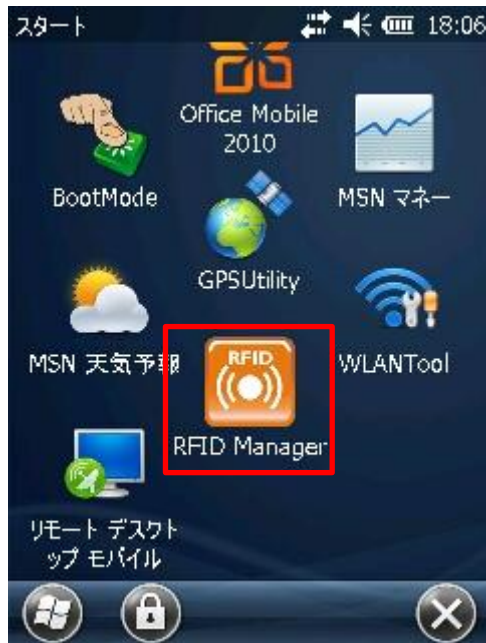 スタート 18:06
Office Mobile
2010
BootMode
MSN マネー
GPSUtility
MSN 天気予報
RFID
WLANTool
RFID Manager
リモート デスクト
ップ モバイル